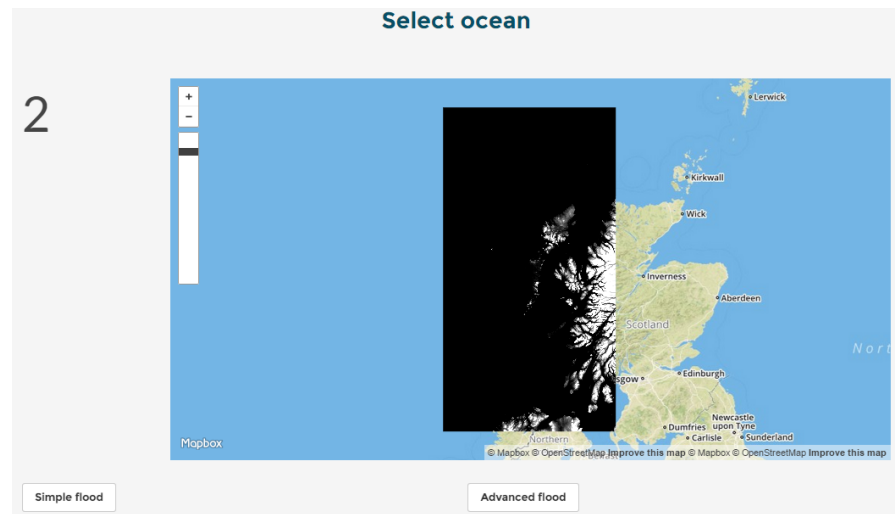 Select ocean
2
+
−
Lerwick
Kirkwall
Wick
Inverness
Aberdeen
Scotland
Nort
sgow
Edinburgh
Newcastle
upon Tyne
Dumfries
Carlisle
Sunderland
Northern
Mapbox
© Mapbox © OpenStreetMap Improve this map © Mapbox © OpenStreetMap Improve this map
Simple flood
Advanced flood